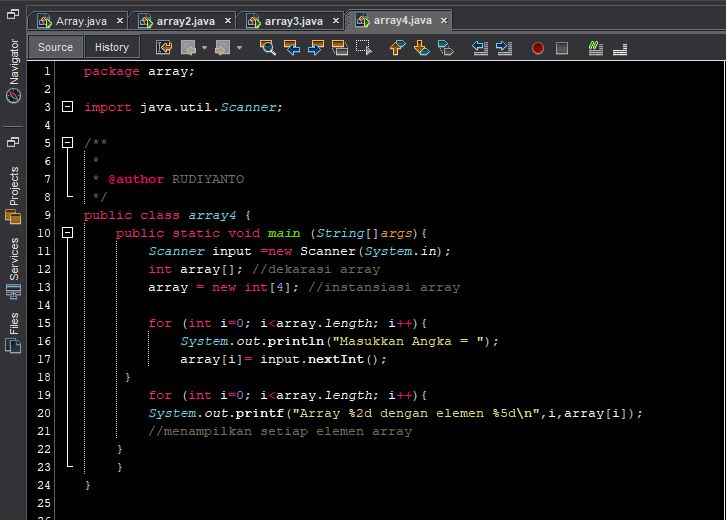 Array.java × array2.java × array3.java × array4.java ×
Source History
Navigator
Projects
Services
Files
1 package array;
2
3 import java.util.Scanner;
4
5 /**
6 *
7 * @author RUDIYANTO
8 */
9 public class array4 {
10 public static void main (String[]args){
11 Scanner input =new Scanner(System.in);
12 int array[]; //dekarasi array
13 array = new int[4]; //instansiasi array
14
15 for (int i=0; i<array.length; i++){
16 System.out.println("Masukkan Angka = ");
17 array[i]= input.nextInt();
18 }
19 for (int i=0; i<array.length; i++){
20 System.out.printf("Array %2d dengan elemen %5d\n",i,array[i]);
21 //menampilkan setiap elemen array
22 }
23 }
24 }
25
26